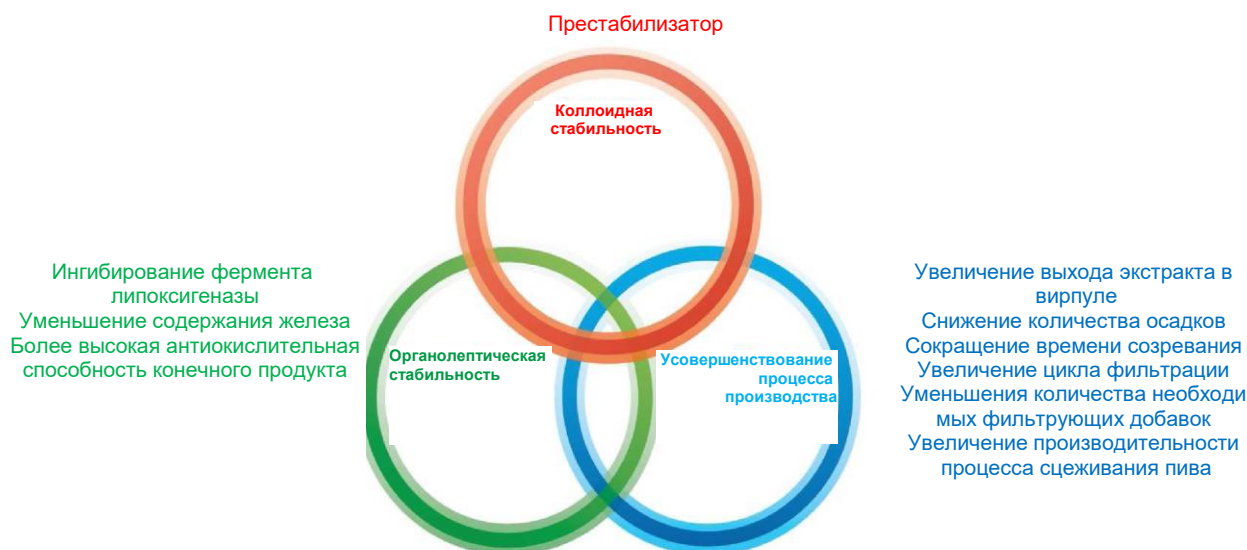 Престабилизатор
Коллоидная
стабильность
Ингибирование фермента
липоксигеназы
Уменьшение содержания железа
Более высокая антиокислительная
способность конечного продукта
Органолептическая
стабильность
Усовершенствование
процесса
производства
Увеличение выхода экстракта в
вирпуле
Снижение количества осадков
Сокращение времени созревания
Увеличение цикла фильтрации
Уменьшения количества необходи
мых фильтрующих добавок
Увеличение производительности
процесса сцеживания пива